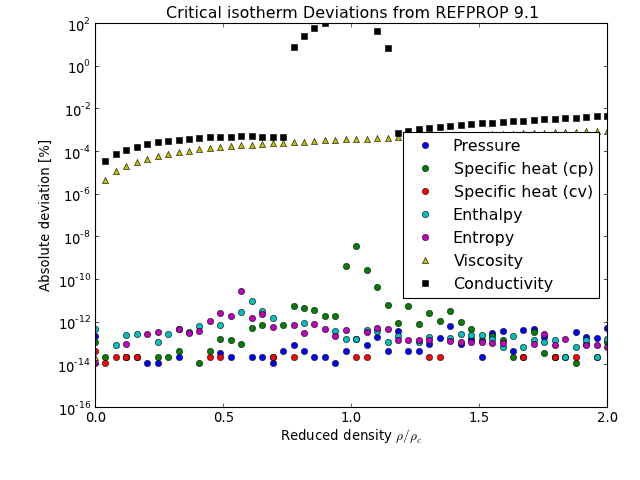 Critical isotherm Deviations from REFPROP 9.1
Absolute deviation [%]
10^2
10^0
10^-2
10^-4
10^-6
10^-8
10^-10
10^-12
10^-14
10^-16
Pressure
Specific heat (cp)
Specific heat (cv)
Enthalpy
Entropy
Viscosity
Conductivity
0.0 0.5 1.0 1.5 2.0
Reduced density ρ/ρ_c